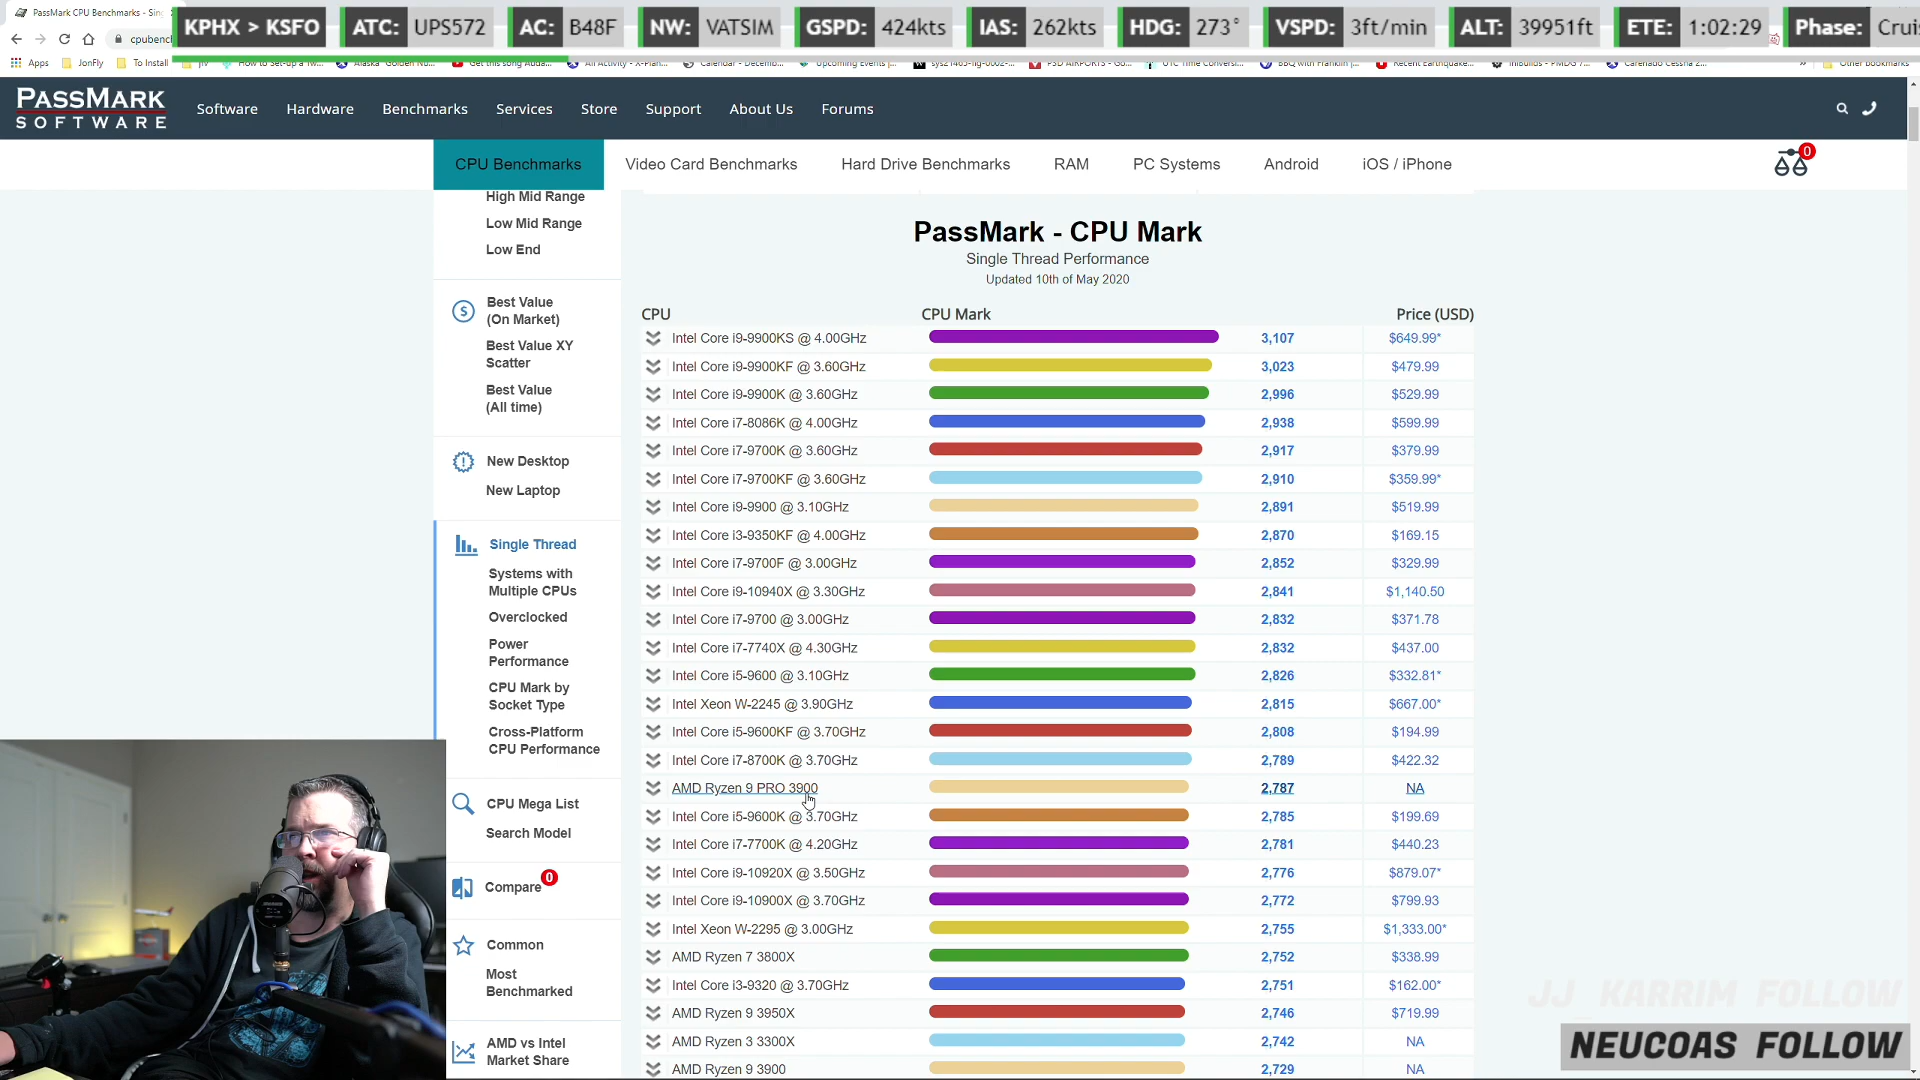 PassMark CPU Benchmarks - Sin
KPHX > KSFO ATC: UPS572 AC: B48F NW: VATSIM GSPD: 424kts IAS: 262kts HDG: 273° VSPD: 3ft/min ALT: 39951ft ETE: 1:02:29 Phase: Crui
cpubencl
Apps JonFly To Install
Other bookmarks
PASSMARK SOFTWARE
Software Hardware Benchmarks Services Store Support About Us Forums
CPU Benchmarks Video Card Benchmarks Hard Drive Benchmarks RAM PC Systems Android iOS / iPhone
0
High Mid Range
Low Mid Range
Low End
Best Value
(On Market)
Best Value XY
Scatter
Best Value
(All time)
New Desktop
New Laptop
Single Thread
Systems with
Multiple CPUs
Overclocked
Power
Performance
CPU Mark by
Socket Type
Cross-Platform
CPU Performance
CPU Mega List
Search Model
Compare 0
Common
Most
Benchmarked
AMD vs Intel
Market Share
PassMark - CPU Mark
Single Thread Performance
Updated 10th of May 2020
CPU CPU Mark Price (USD)
Intel Core i9-9900KS @ 4.00GHz 3,107 $649.99*
Intel Core i9-9900KF @ 3.60GHz 3,023 $479.99
Intel Core i9-9900K @ 3.60GHz 2,996 $529.99
Intel Core i7-8086K @ 4.00GHz 2,938 $599.99
Intel Core i7-9700K @ 3.60GHz 2,917 $379.99
Intel Core i7-9700KF @ 3.60GHz 2,910 $359.99*
Intel Core i9-9900 @ 3.10GHz 2,891 $519.99
Intel Core i3-9350KF @ 4.00GHz 2,870 $169.15
Intel Core i7-9700F @ 3.00GHz 2,852 $329.99
Intel Core i9-10940X @ 3.30GHz 2,841 $1,140.50
Intel Core i7-9700 @ 3.00GHz 2,832 $371.78
Intel Core i7-7740X @ 4.30GHz 2,832 $437.00
Intel Core i5-9600 @ 3.10GHz 2,826 $332.81*
Intel Xeon W-2245 @ 3.90GHz 2,815 $667.00*
Intel Core i5-9600KF @ 3.70GHz 2,808 $194.99
Intel Core i7-8700K @ 3.70GHz 2,789 $422.32
AMD Ryzen 9 PRO 3900 2,787 NA
Intel Core i5-9600K @ 3.70GHz 2,785 $199.69
Intel Core i7-7700K @ 4.20GHz 2,781 $440.23
Intel Core i9-10920X @ 3.50GHz 2,776 $879.07*
Intel Core i9-10900X @ 3.70GHz 2,772 $799.93
Intel Xeon W-2295 @ 3.00GHz 2,755 $1,333.00*
AMD Ryzen 7 3800X 2,752 $338.99
Intel Core i3-9320 @ 3.70GHz 2,751 $162.00*
AMD Ryzen 9 3950X 2,746 $719.99
AMD Ryzen 3 3300X 2,742 NA
AMD Ryzen 9 3900 2,729 NA
JJ KARRIM FOLLOW
NEUCOAS FOLLOW